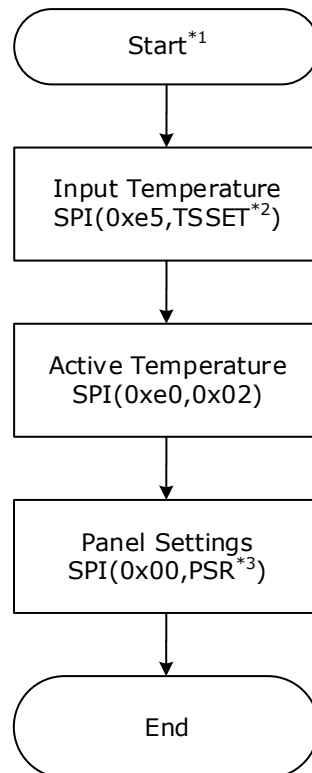 Start*1
Input Temperature
SPI(0xe5,TSSET*2)
Active Temperature
SPI(0xe0,0x02)
Panel Settings
SPI(0x00,PSR*3)
End